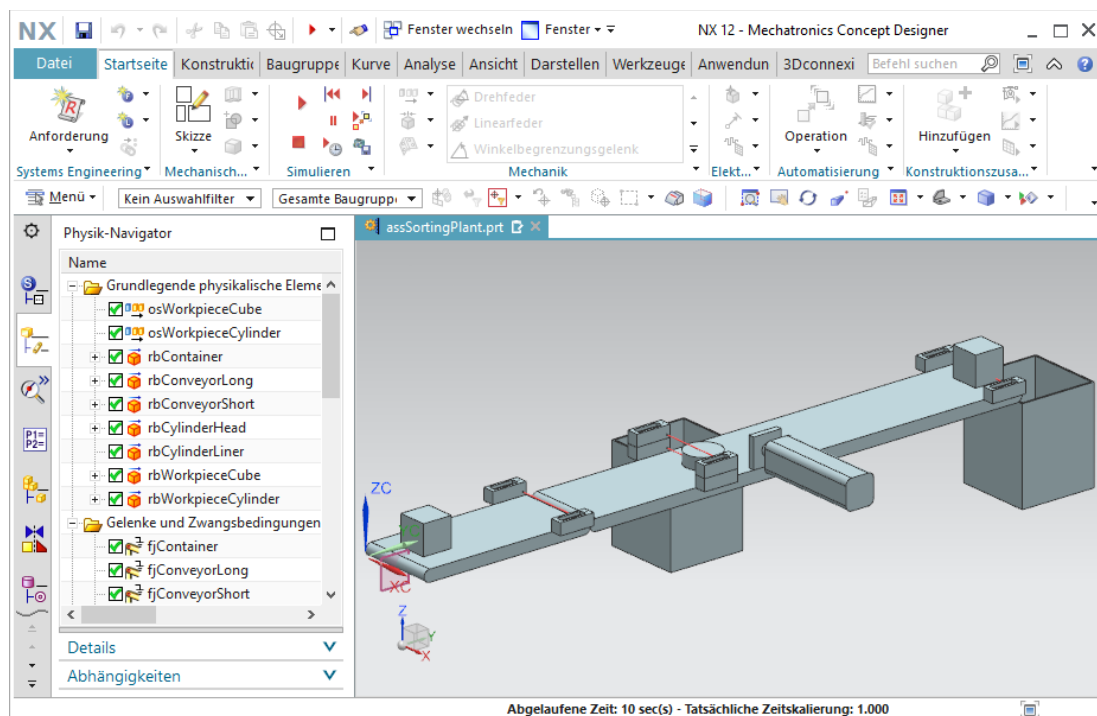 NX Fenster wechseln Fenster NX 12 - Mechatronics Concept Designer
Datei Startseite Konstruktic Baugruppe Kurve Analyse Ansicht Darstellen Werkzeuge Anwendun 3Dconnexi Befehl suchen
Drehfeder
Linearfeder
Anforderung Skizze Operation Hinzufügen
Winkelbegrenzungsgelenk
Systems Engineering Mechanisch... Simulieren Mechanik Elekt... Automatisierung Konstruktionszusa...
Menü Kein Auswahlfilter Gesamte Baugruppe
Physik-Navigator
assSortingPlant.prt
Name
Grundlegende physikalische Eleme
osWorkpieceCube
osWorkpieceCylinder
rbContainer
rbConveyorLong
rbConveyorShort
rbCylinderHead
rbCylinderLiner
rbWorkpieceCube
rbWorkpieceCylinder
Gelenke und Zwangsbedingungen
fjContainer
fjConveyorLong
fjConveyorShort
P1=
P2=
ZC
XC
Z
Y
X
Details
Abhängigkeiten
Abgelaufene Zeit: 10 sec(s) - Tatsächliche Zeitskalierung: 1.000